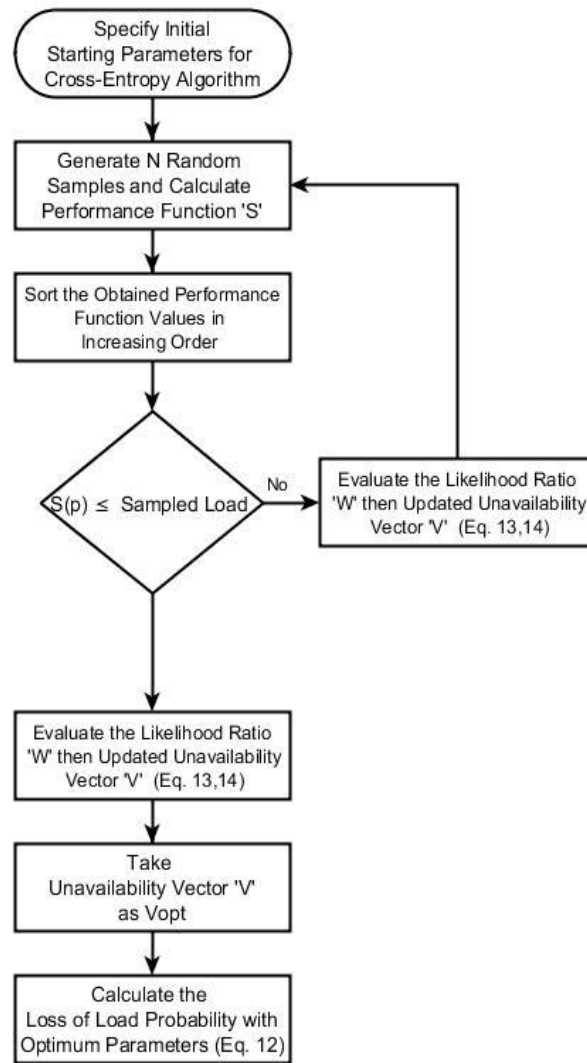 Specify Initial
Starting Parameters for
Cross-Entropy Algorithm
Generate N Random
Samples and Calculate
Performance Function 'S'
Sort the Obtained Performance
Function Values in
Increasing Order
S(p) ≤ Sampled Load
No
Evaluate the Likelihood Ratio
'W' then Updated Unavailability
Vector 'V' (Eq. 13,14)
Evaluate the Likelihood Ratio
'W' then Updated Unavailability
Vector 'V' (Eq. 13,14)
Take
Unavailability Vector 'V'
as Vopt
Calculate the
Loss of Load Probability with
Optimum Parameters (Eq. 12)